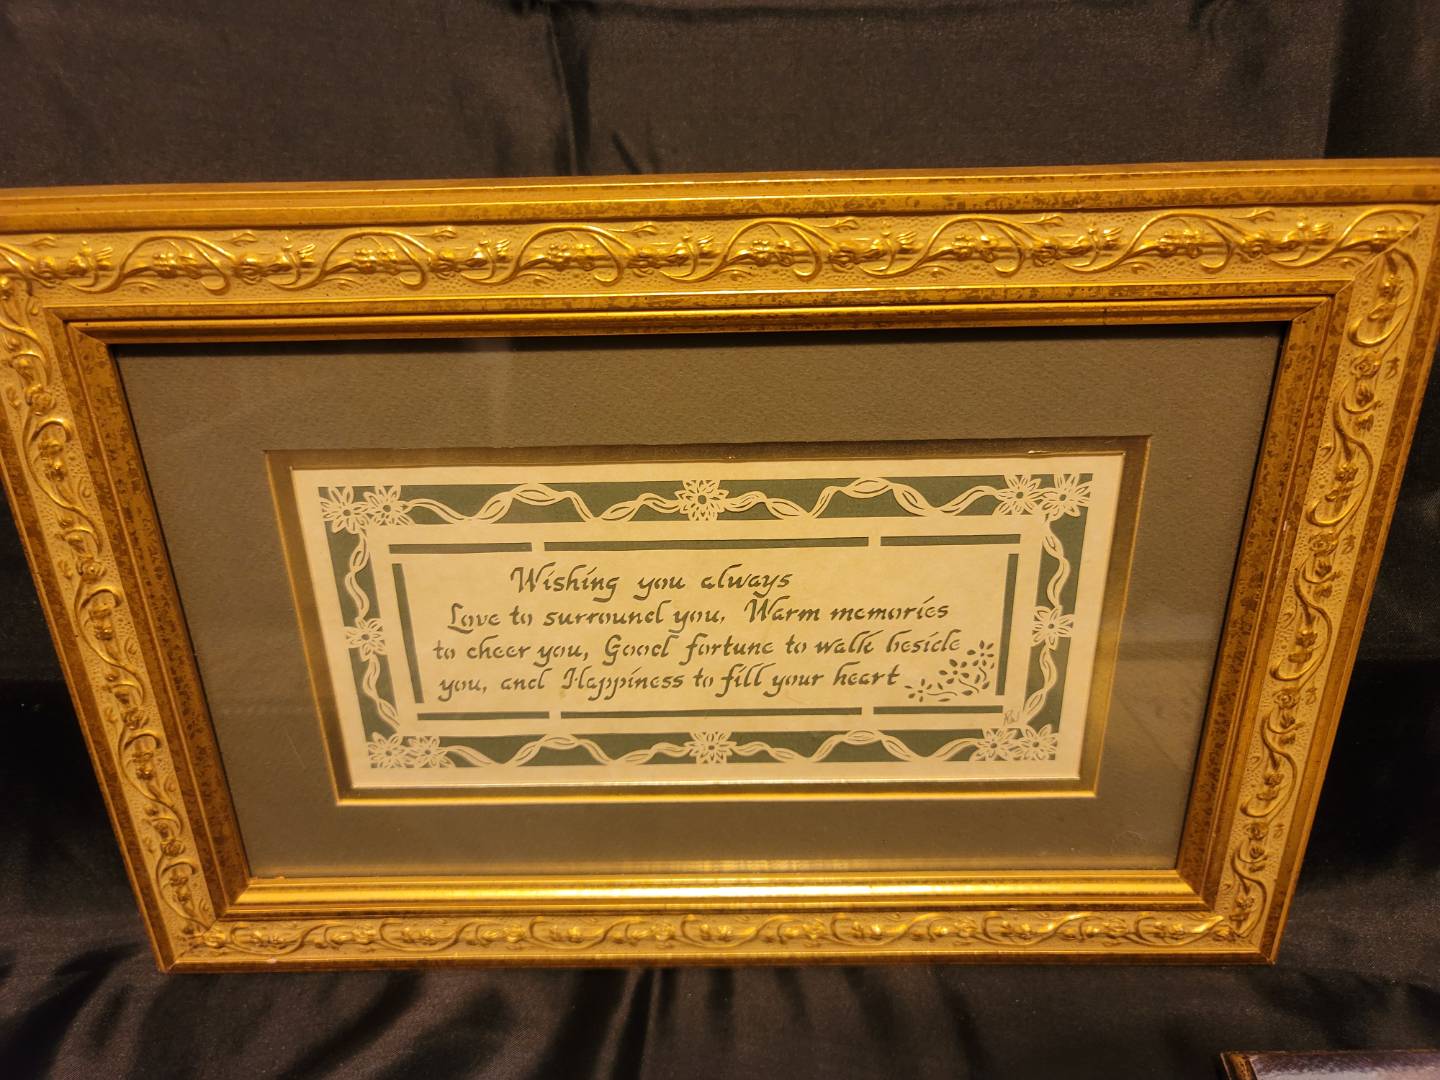 Wishing you always
Love to surround you, Warm memories
to cheer you, Good fortune to walk beside
you, and Happiness to fill your heart